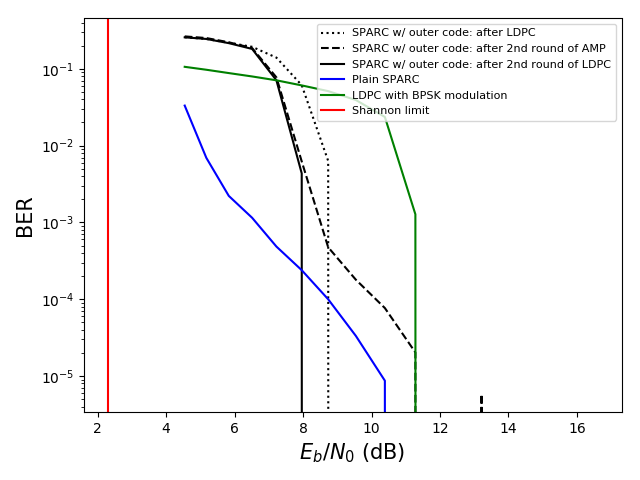 SPARC w/ outer code: after LDPC
SPARC w/ outer code: after 2nd round of AMP
SPARC w/ outer code: after 2nd round of LDPC
Plain SPARC
LDPC with BPSK modulation
Shannon limit
BER
10⁻¹
10⁻²
10⁻³
10⁻⁴
10⁻⁵
2 4 6 8 10 12 14 16
E_b/N_0 (dB)